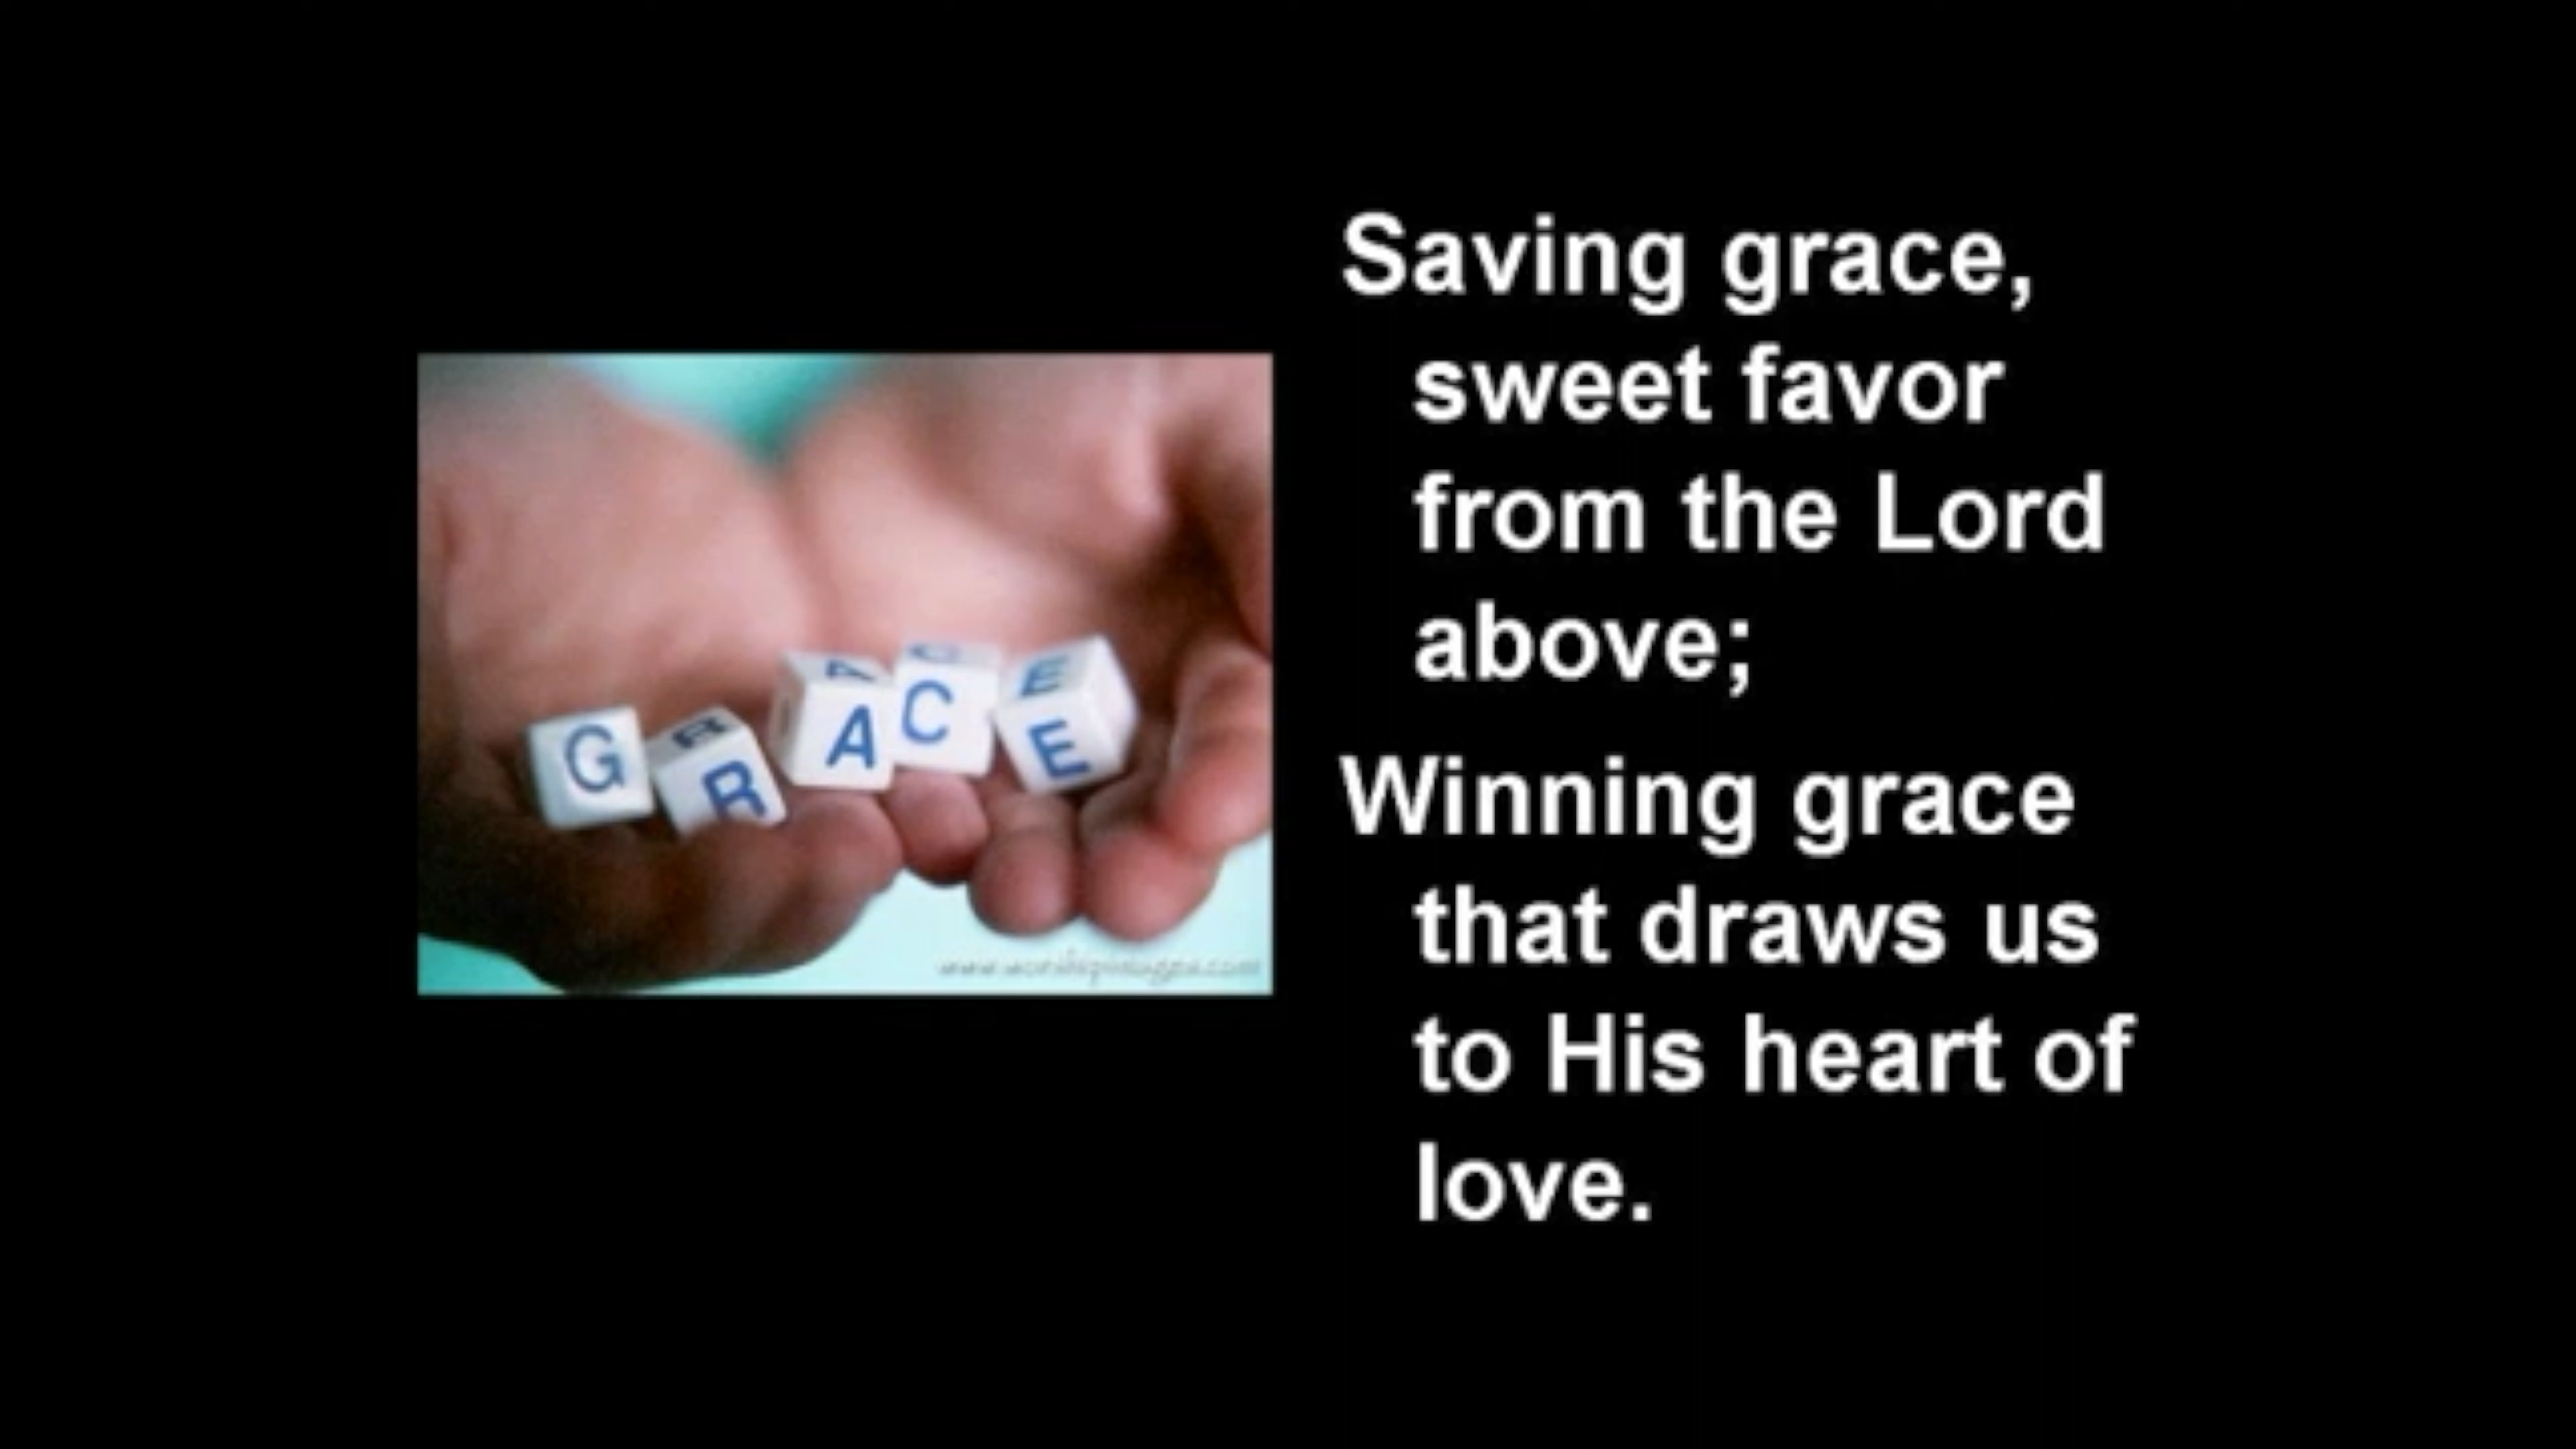 Saving grace,
sweet favor
from the Lord
above;
Winning grace
that draws us
to His heart of
love.
G R A C E
A C E
R E